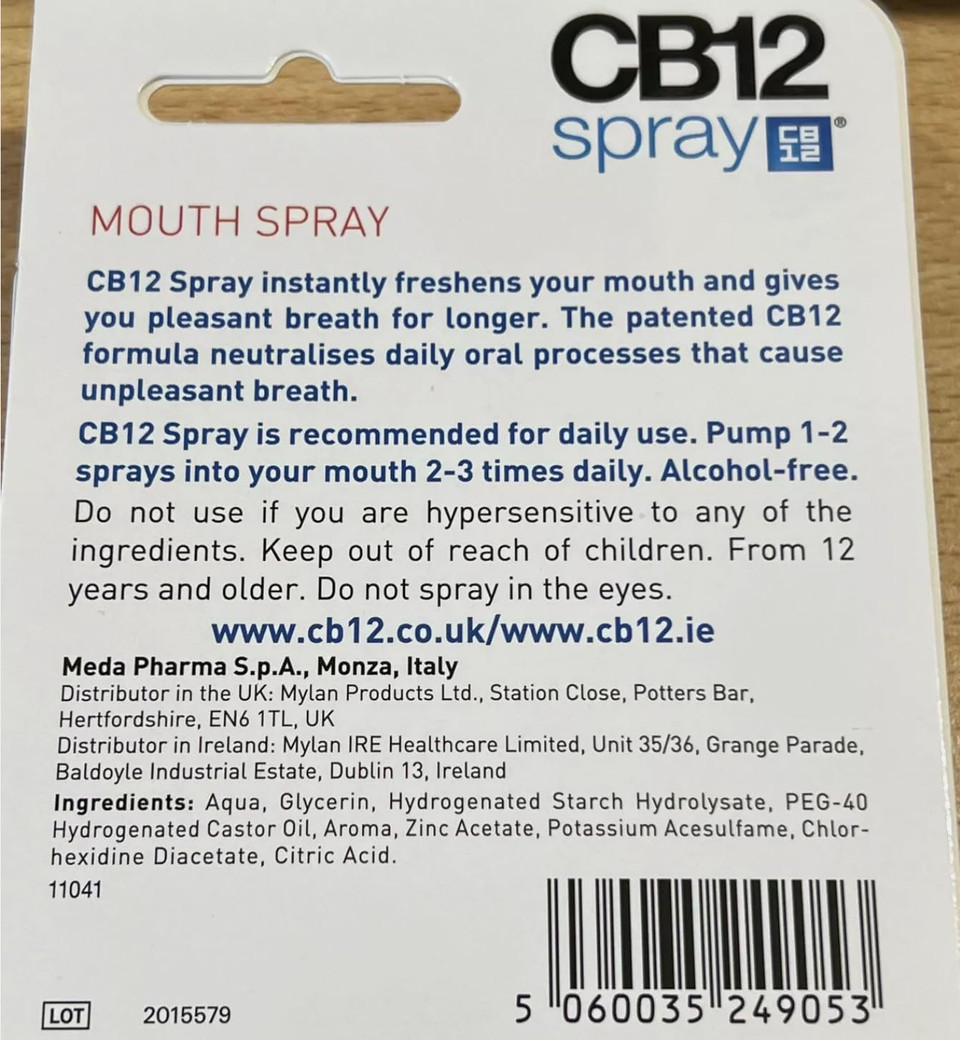 CB12
spray CB12®
MOUTH SPRAY
CB12 Spray instantly freshens your mouth and gives
you pleasant breath for longer. The patented CB12
formula neutralises daily oral processes that cause
unpleasant breath.
CB12 Spray is recommended for daily use. Pump 1-2
sprays into your mouth 2-3 times daily. Alcohol-free.
Do not use if you are hypersensitive to any of the
ingredients. Keep out of reach of children. From 12
years and older. Do not spray in the eyes.
www.cb12.co.uk/www.cb12.ie
Meda Pharma S.p.A., Monza, Italy
Distributor in the UK: Mylan Products Ltd., Station Close, Potters Bar,
Hertfordshire, EN6 1TL, UK
Distributor in Ireland: Mylan IRE Healthcare Limited, Unit 35/36, Grange Parade,
Baldoyle Industrial Estate, Dublin 13, Ireland
Ingredients: Aqua, Glycerin, Hydrogenated Starch Hydrolysate, PEG-40
Hydrogenated Castor Oil, Aroma, Zinc Acetate, Potassium Acesulfame, Chlor-
hexidine Diacetate, Citric Acid.
11041
LOT 2015579
5 060035 249053